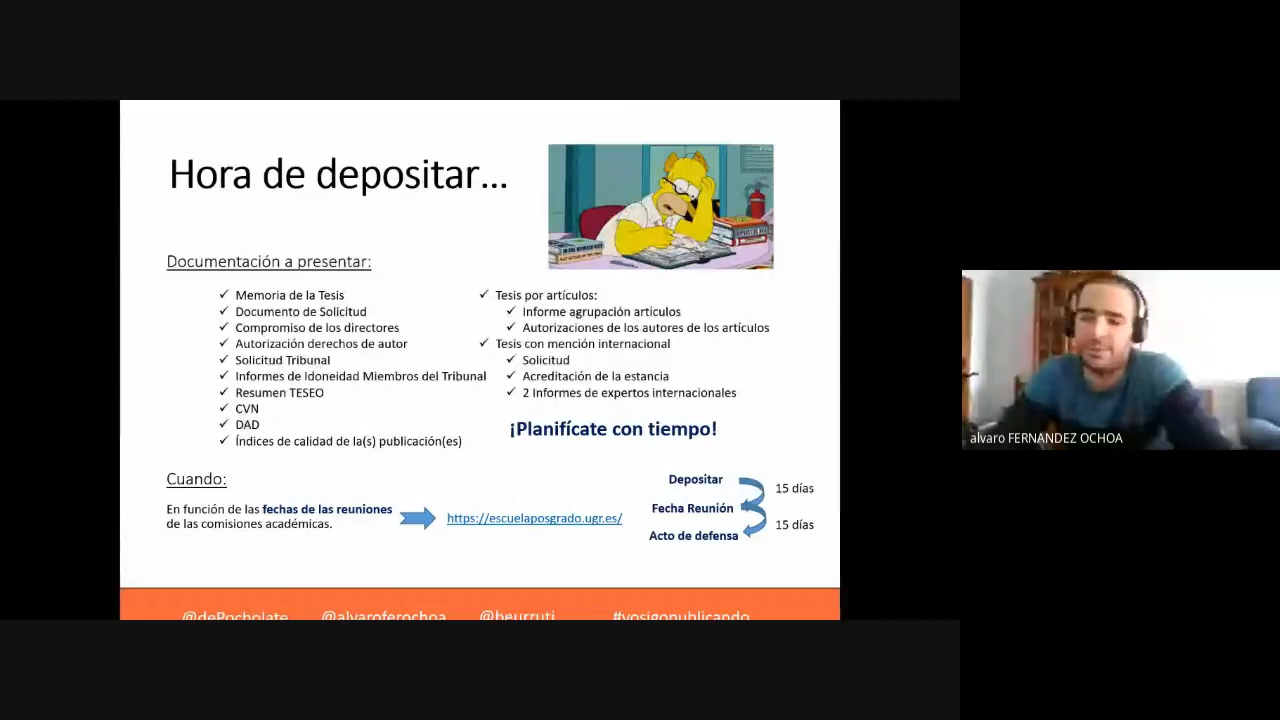 Hora de depositar...
Documentación a presentar:
✓ Memoria de la Tesis
✓ Documento de Solicitud
✓ Compromiso de los directores
✓ Autorización derechos de autor
✓ Solicitud Tribunal
✓ Informes de Idoneidad Miembros del Tribunal
✓ Resumen TESEO
✓ CVN
✓ DAD
✓ Índices de calidad de la(s) publicación(es)
✓ Tesis por artículos:
✓ Informe agrupación articulos
✓ Autorizaciones de los autores de los artículos
✓ Tesis con mención internacional
✓ Solicitud
✓ Acreditación de la estancia
✓ 2 Informes de expertos internacionales
¡Planifícate con tiempo!
Cuando:
En función de las fechas de las reuniones
de las comisiones académicas.
https://escuelaposgrado.ugr.es/
Depositar
15 días
Fecha Reunión
15 días
Acto de defensa
@dePncholate @alvaroferochoa @beurruti #yosigopublicando
alvaro FERNANDEZ OCHOA